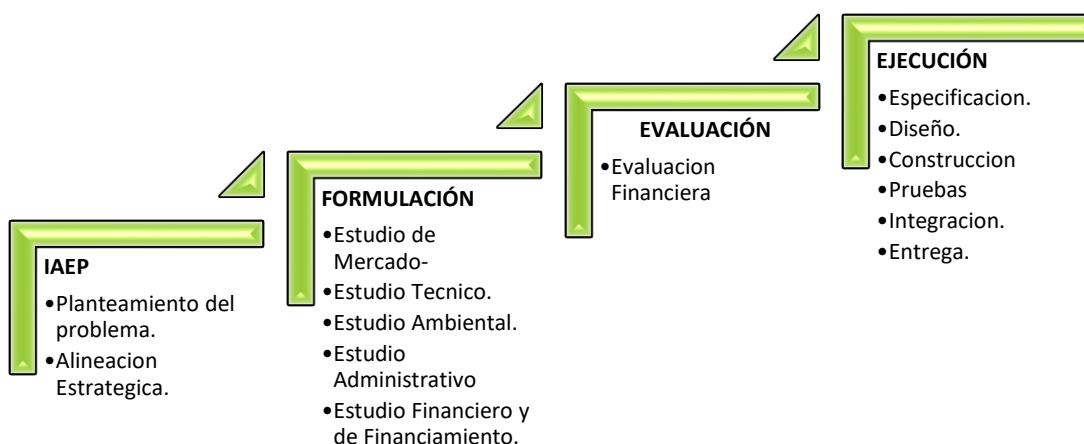 IAEP
•Planteamiento del
problema.
•Alineacion
Estrategica.
FORMULACIÓN
•Estudio de
Mercado-
•Estudio Tecnico.
•Estudio Ambiental.
•Estudio
Administrativo
•Estudio Financiero y
de Financiamiento.
EVALUACIÓN
•Evaluacion
Financiera
EJECUCIÓN
•Especificacion.
•Diseño.
•Construccion
•Pruebas
•Integracion.
•Entrega.